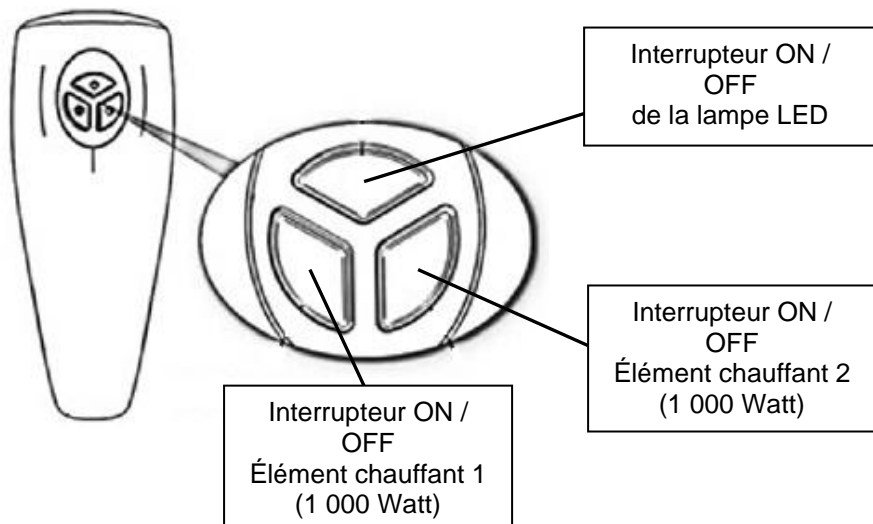 Interrupteur ON /
OFF
de la lampe LED
Interrupteur ON /
OFF
Élément chauffant 2
(1 000 Watt)
Interrupteur ON /
OFF
Élément chauffant 1
(1 000 Watt)